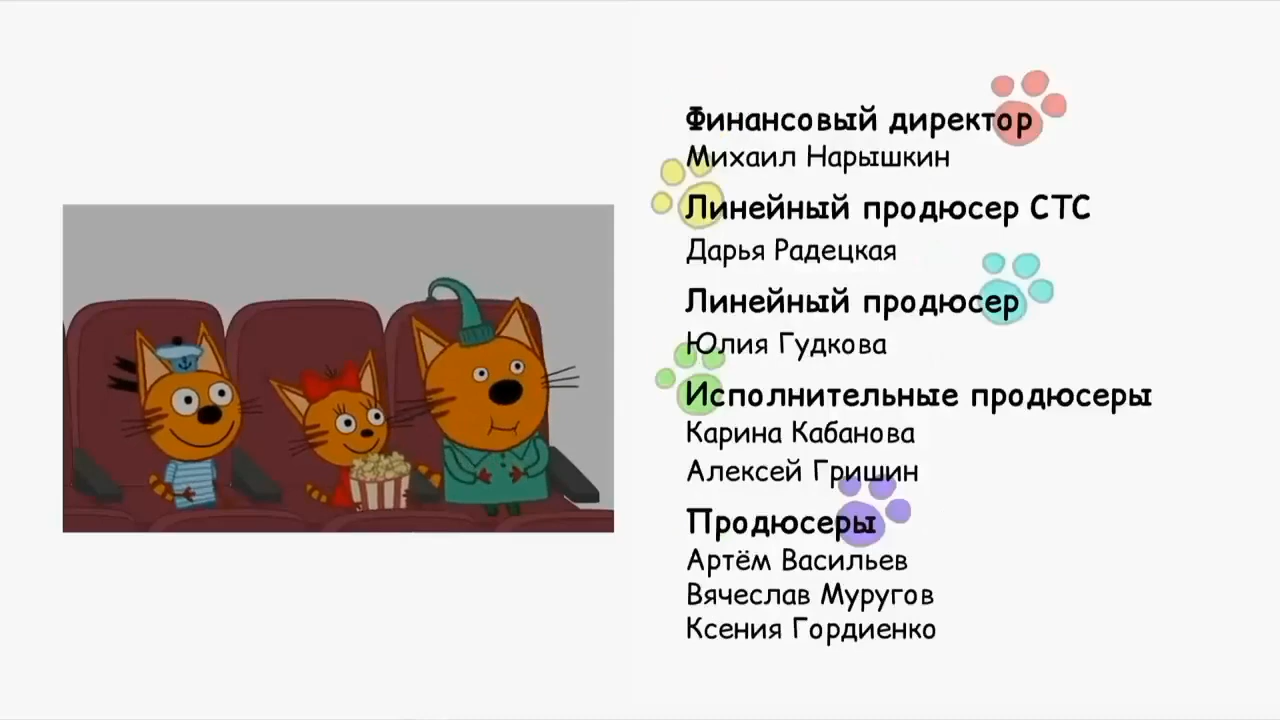 Финансовый директор
Михаил Нарышкин
Линейный продюсер СТС
Дарья Радецкая
Линейный продюсер
Юлия Гудкова
Исполнительные продюсеры
Карина Кабанова
Алексей Гришин
Продюсеры
Артём Васильев
Вячеслав Муругов
Ксения Гордиенко